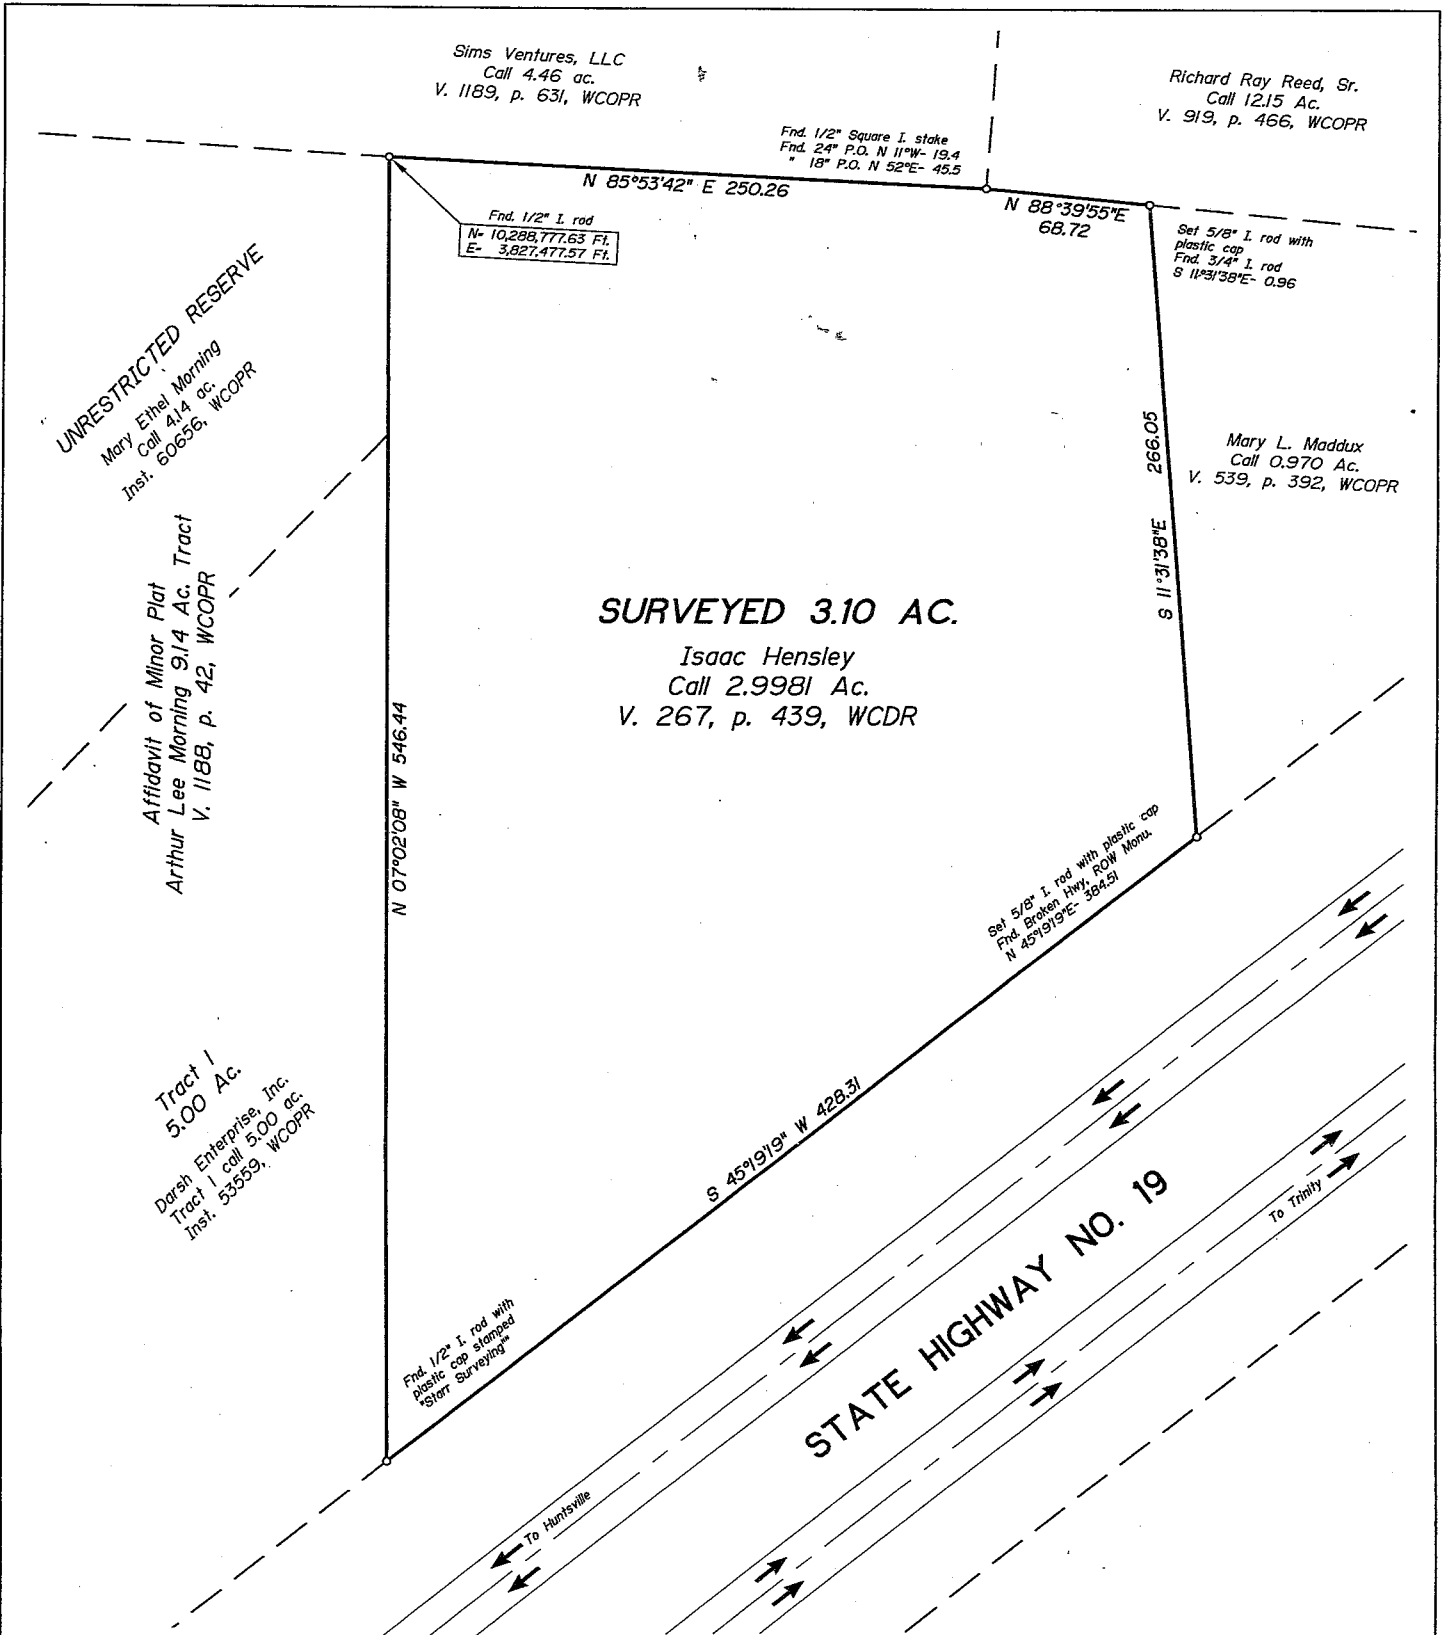 Sims Ventures, LLC
Call 4.46 ac.
V. 1189, p. 631, WCOPR
Richard Ray Reed, Sr.
Call 12.15 Ac.
V. 919, p. 466, WCOPR
Fnd. 1/2" Square I. stake
Fnd. 24" P.O. N 11°W- 19.4
" 18" P.O. N 52°E- 45.5
N 85°53'42" E 250.26
N 88°39'55"E
68.72
Fnd. 1/2" I. rod
N- 10,288,777.63 Ft.
E- 3,827,477.57 Ft.
Set 5/8" I. rod with
plastic cap
Fnd. 3/4" I. rod
S 11°31'38"E- 0.96
UNRESTRICTED RESERVE
Mary Ethel Morning
Call 4.14 ac.
Inst. 60656, WCOPR
266.05
S 11°31'38"E
Mary L. Maddux
Call 0.970 Ac.
V. 539, p. 392, WCOPR
Affidavit of Minor Plat
Arthur Lee Morning 9.14 Ac. Tract
V. 1188, p. 42, WCOPR
SURVEYED 3.10 AC.
Isaac Hensley
Call 2.9981 Ac.
V. 267, p. 439, WCDR
N 07°02'08" W 546.44
Set 5/8" I. rod with plastic cap
Fnd. Broken Hwy. ROW Monu.
N 45°19'19"E- 384.51
Tract 1
5.00 Ac.
Darsh Enterprise, Inc.
Tract 1 call 5.00 ac.
Inst. 53559, WCOPR
S 45°19'19" W 428.31
Fnd. 1/2" I. rod with
plastic cap stamped
"Starr Surveying""
STATE HIGHWAY NO. 19
To Trinity
To Huntsville